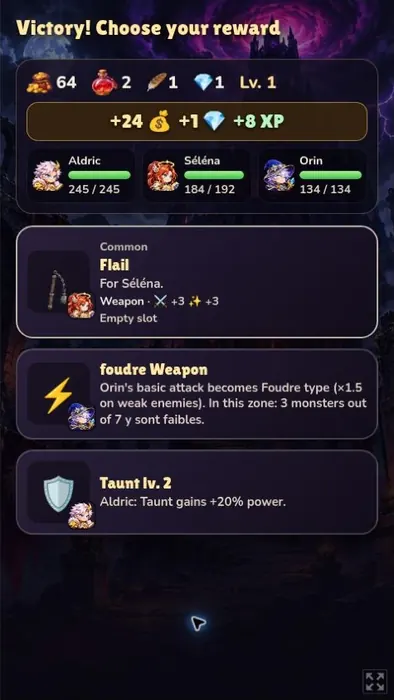 Victory! Choose your reward
64 2 1 1 Lv. 1
+24 +1 +8 XP
Aldric
245 / 245
Séléna
184 / 192
Orin
134 / 134
Common
Flail
For Séléna.
Weapon · ⚔ +3 ✨ +3
Empty slot
foudre Weapon
Orin's basic attack becomes Foudre type (×1.5
on weak enemies). In this zone: 3 monsters out
of 7 y sont faibles.
Taunt lv. 2
Aldric: Taunt gains +20% power.